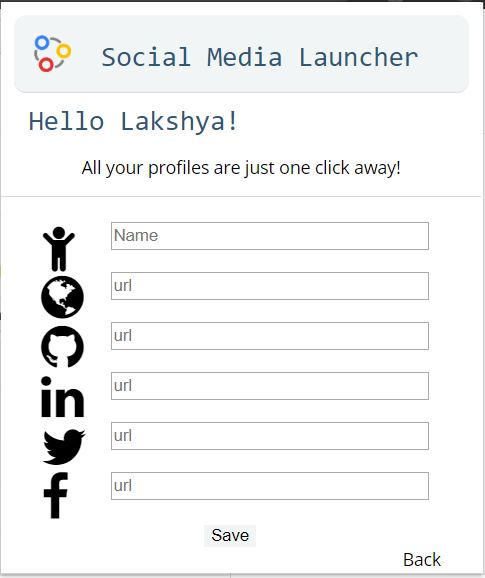 Social Media Launcher
Hello Lakshya!
All your profiles are just one click away!
Name
url
url
url
url
url
Save
Back